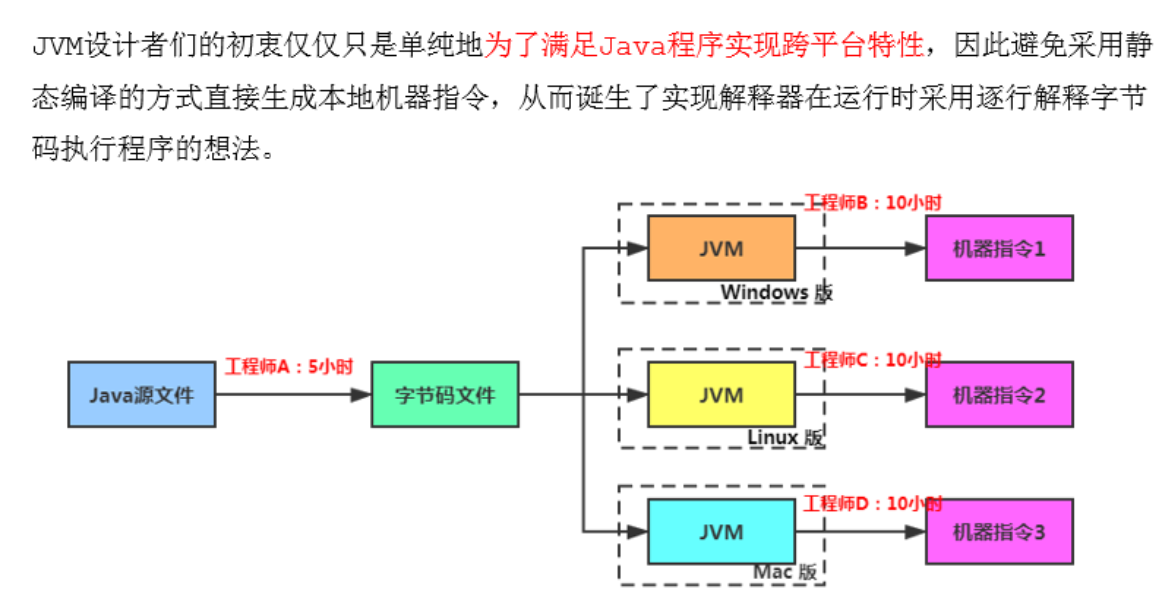 JVM设计者们的初衷仅仅只是单纯地为了满足Java程序实现跨平台特性，因此避免采用静
态编译的方式直接生成本地机器指令，从而诞生了实现解释器在运行时采用逐行解释字节
码执行程序的想法。
工程师B：10小时
JVM
机器指令1
Windows 版
工程师A：5小时
工程师C：10小时
Java源文件
字节码文件
JVM
机器指令2
Linux 版
工程师D：10小时
JVM
机器指令3
Mac 版